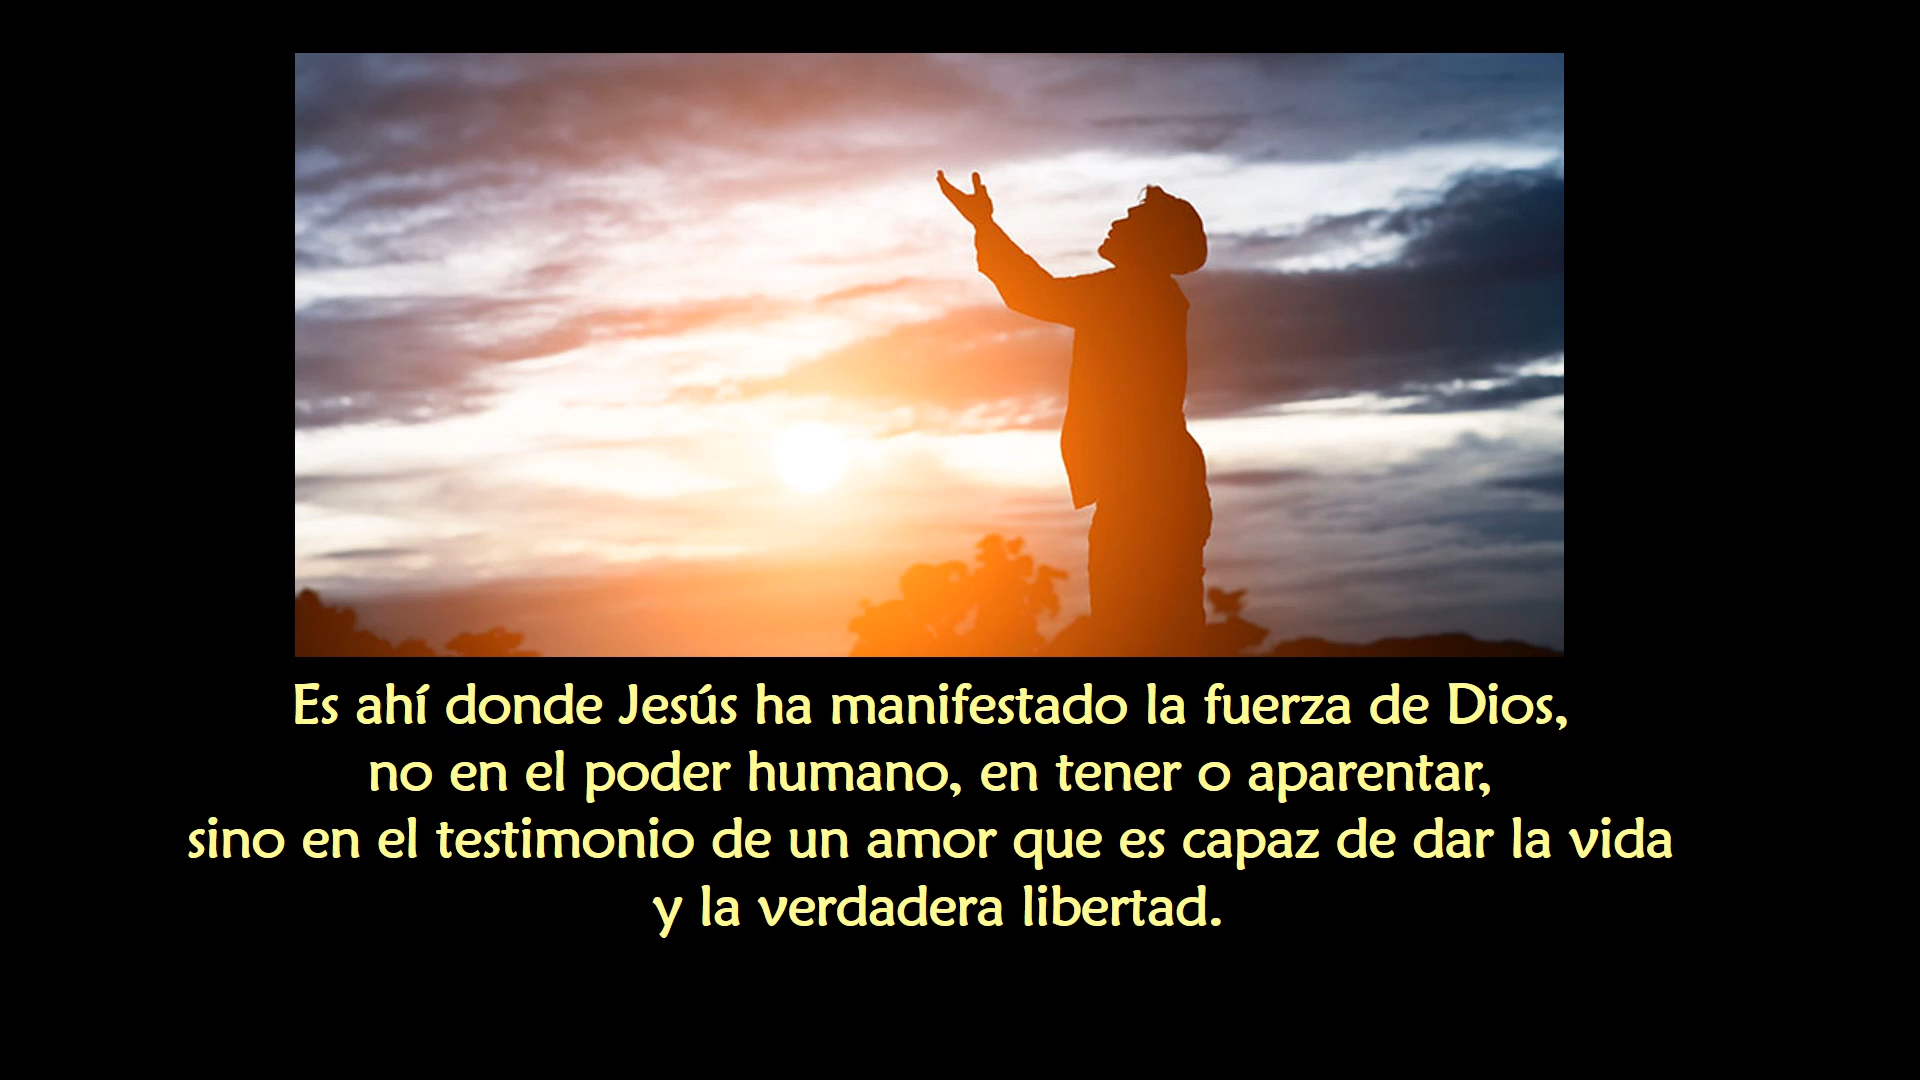 Es ahí donde Jesús ha manifestado la fuerza de Dios,
no en el poder humano, en tener o aparentar,
sino en el testimonio de un amor que es capaz de dar la vida
y la verdadera libertad.